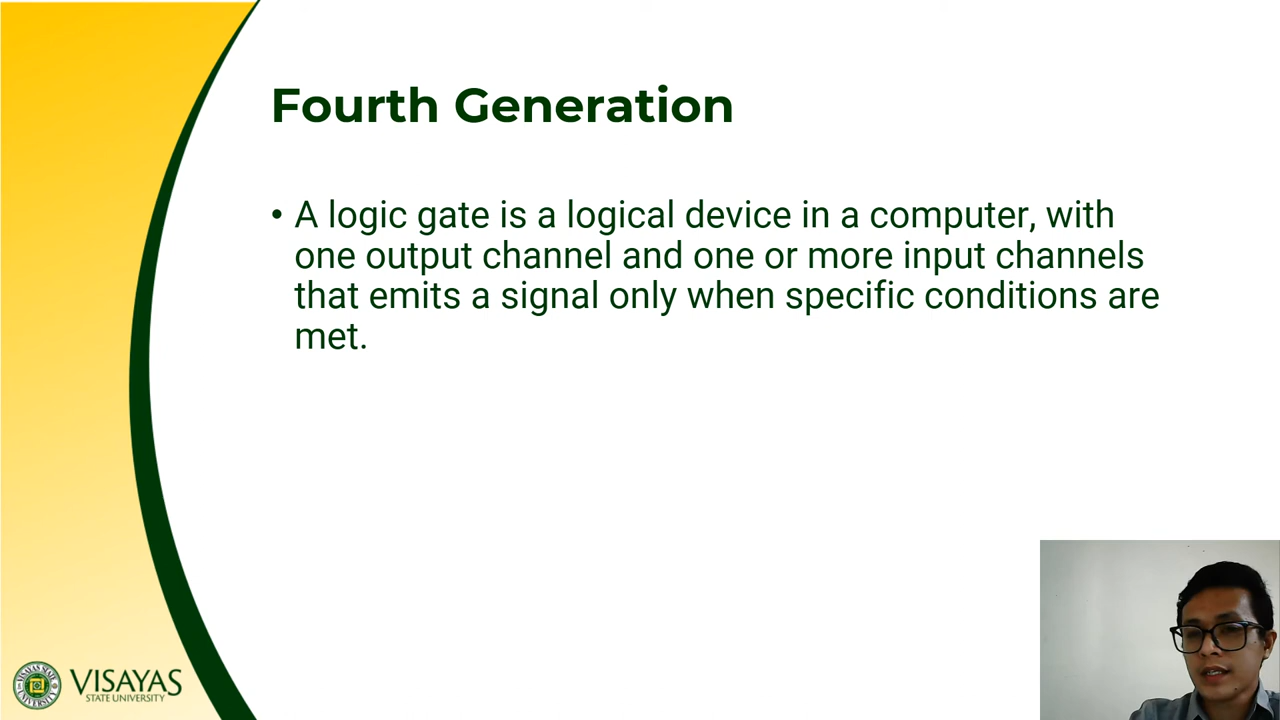 Fourth Generation
• A logic gate is a logical device in a computer, with
one output channel and one or more input channels
that emits a signal only when specific conditions are
met.
VISAYAS
STATE UNIVERSITY